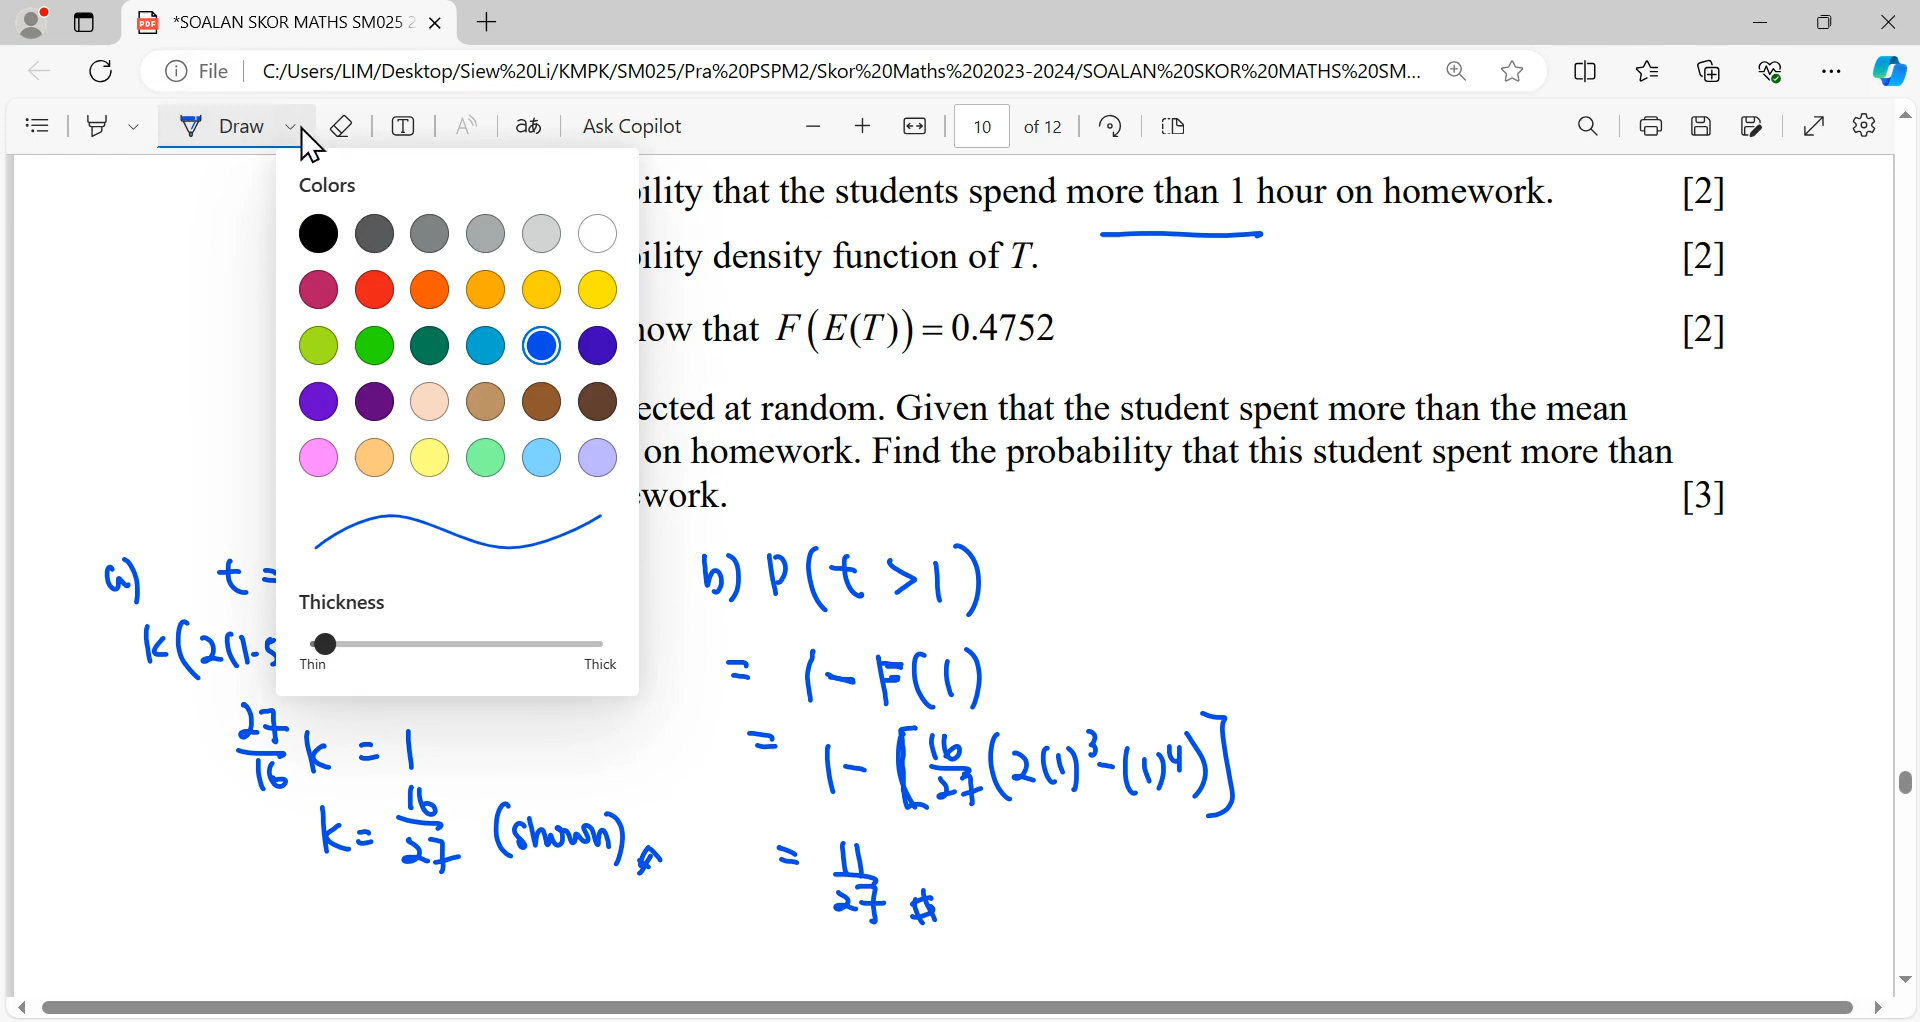 *SOALAN SKOR MATHS SM025 2
File
C:/Users/LIM/Desktop/Siew%20Li/KMPK/SM025/Pra%20PSPM2/Skor%20Maths%202023-2024/SOALAN%20SKOR%20MATHS%20SM...
Draw
T
aあ
Ask Copilot
10 of 12
Colors
Thickness
Thin Thick
ility that the students spend more than 1 hour on homework. [2]
ility density function of T. [2]
ow that F(E(T)) = 0.4752 [2]
ected at random. Given that the student spent more than the mean
on homework. Find the probability that this student spent more than
work. [3]
a) t =
k(2(1.5
27/16 k = 1
k = 16/27 (shown)
b) P(t > 1)
= 1 - F(1)
= 1 - [16/27 (2(1)³ - (1)⁴)]
= 11/27 #